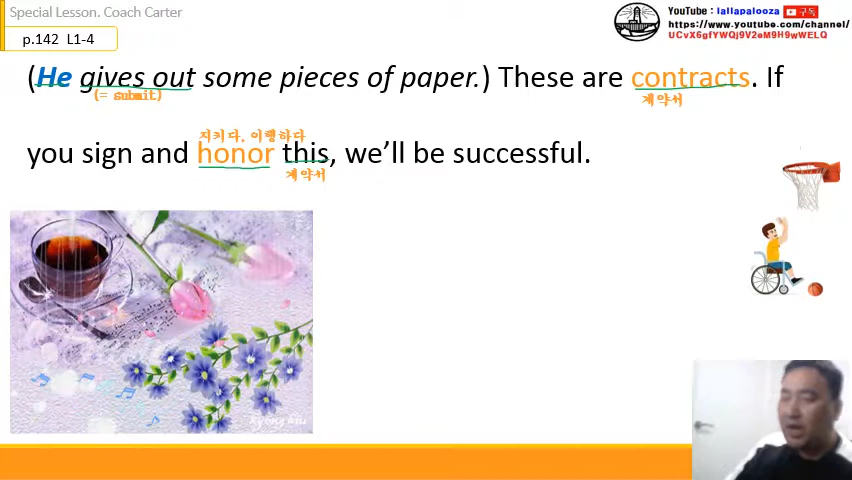 Special Lesson. Coach Carter
p.142 L1-4
YouTube : lallapalooza 구독
https://www.youtube.com/channel/
UCvX6gfYWQj9V2eM9H9wWELQ
(He gives out some pieces of paper.) These are contracts. If
(= submit)
계약서
지키다, 이행하다
you sign and honor this, we'll be successful.
계약서